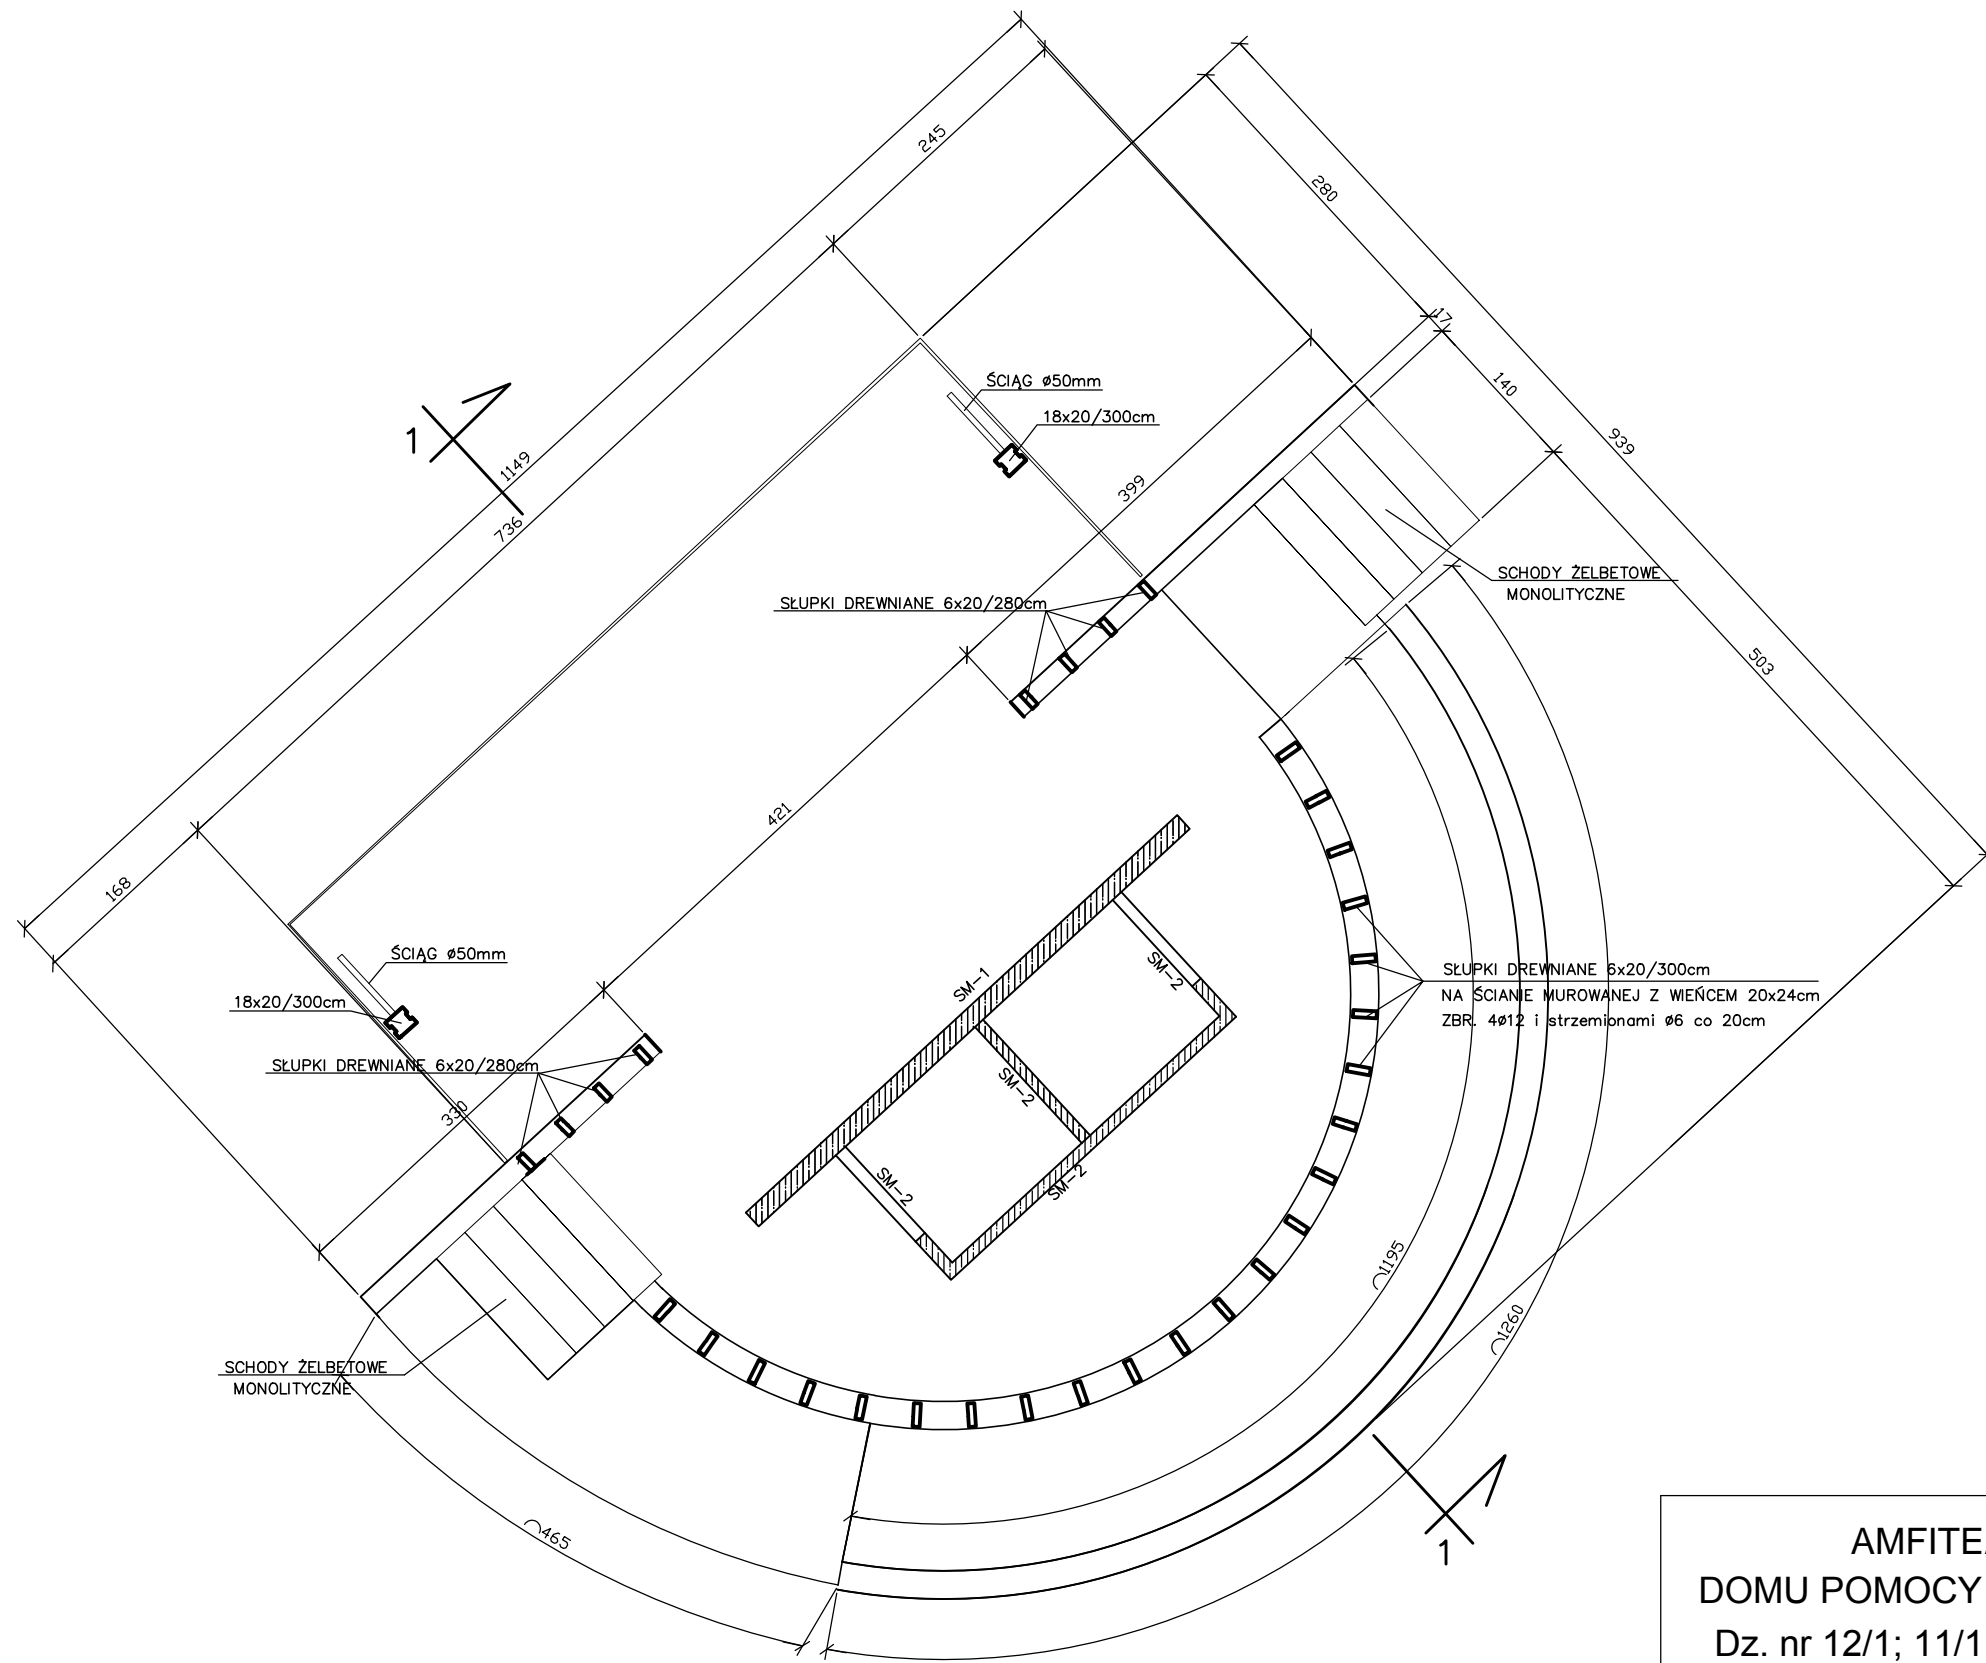 245
280
17
140
939
ŚCIĄG ø50mm
18x20/300cm
1
1149
736
399
SCHODY ŻELBETOWE
MONOLITYCZNE
SŁUPKI DREWNIANE 6x20/280cm
503
421
168
ŚCIĄG ø50mm
18x20/300cm
SM-1
SM-2
SŁUPKI DREWNIANE 6x20/300cm
NA ŚCIANIE MUROWANEJ Z WIEŃCEM 20x24cm
ZBR. 4ø12 i strzemionami ø6 co 20cm
SŁUPKI DREWNIANE 6x20/280cm
330
SM-2
SM-2
SM-2
1195
1260
SCHODY ŻELBETOWE
MONOLITYCZNE
465
1
AMFITE
DOMU POMOCY
Dz. nr 12/1; 11/1